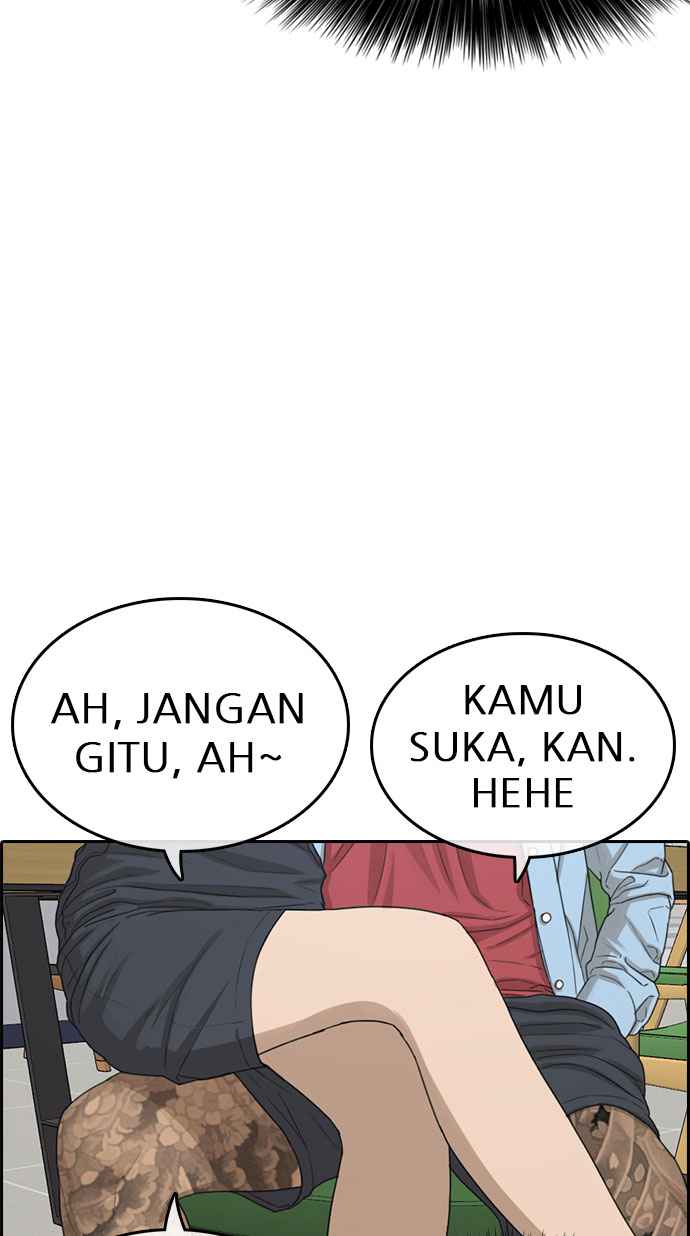 AH, JANGAN
GITU, AH~
KAMU
SUKA, KAN.
HEHE